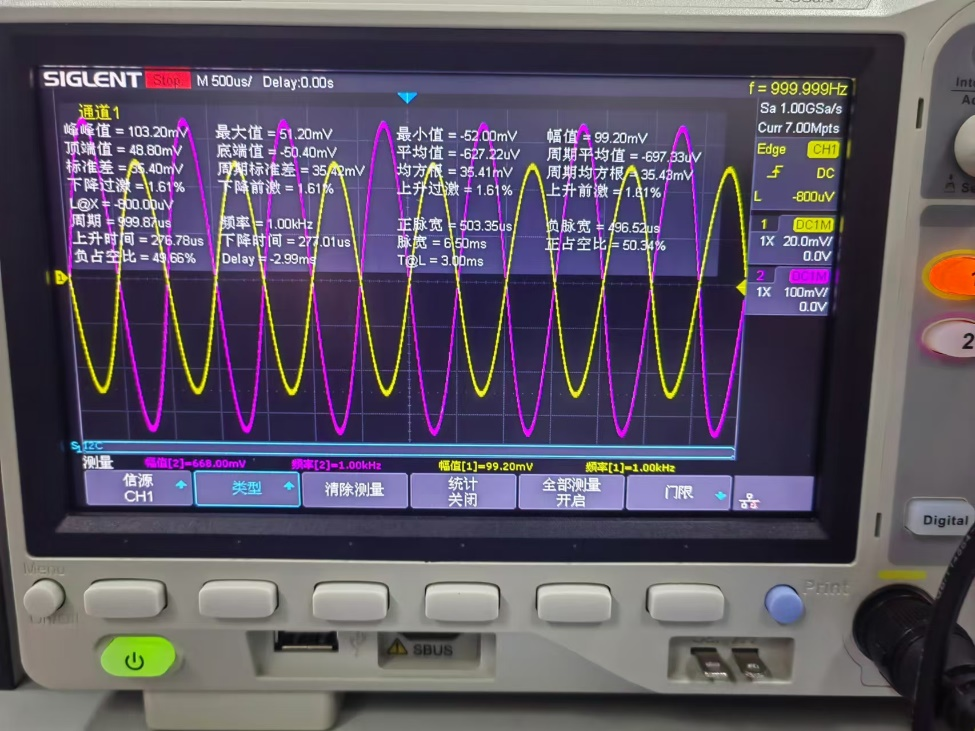 2 GSa/s
SIGLENT Stop M 500us/ Delay:0.00s
f = 999.999Hz
Sa 1.00GSa/s
Curr 7.00Mpts
Edge CH1
DC
L -800uV
1 DC1M
1X 20.0mV/
0.0V
2 DC1M
1X 100mV/
0.0V
通道1
峰峰值 = 103.20mV 最大值 = 51.20mV 最小值 = -52.00mV 幅值 = 99.20mV
顶端值 = 48.80mV 底端值 = -50.40mV 平均值 = -627.22uV 周期平均值 = -697.83uV
标准差 = 35.40mV 周期标准差 = 35.42mV 均方根 = 35.41mV 周期均方根 = 35.43mV
下降过激 = 1.61% 下降前激 = 1.61% 上升过激 = 1.61% 上升前激 = 1.61%
L@X = -800.00uV
周期 = 999.87us 频率 = 1.00kHz 正脉宽 = 503.35us 负脉宽 = 496.52us
上升时间 = 276.78us 下降时间 = 277.01us 脉宽 = 6.50ms 正占空比 = 50.34%
负占空比 = 49.66% Delay = -2.99ms T@L = 3.00ms
1
S1 I2C
测量 幅值[2]=668.00mV 频率[2]=1.00kHz 幅值[1]=99.20mV 频率[1]=1.00kHz
信源
CH1
类型
清除测量
统计
关闭
全部测量
开启
门限
2
Digital
Menu
Print
SBUS